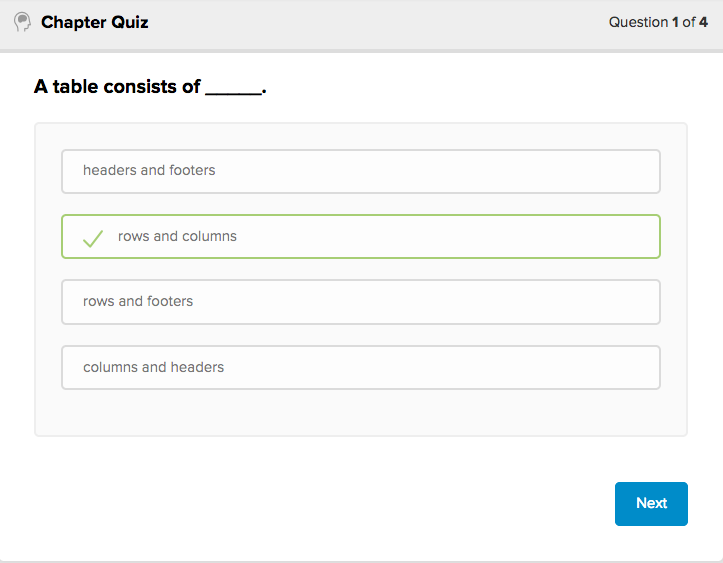 Chapter Quiz
Question 1 of 4
A table consists of _____.
headers and footers
rows and columns
rows and footers
columns and headers
Next